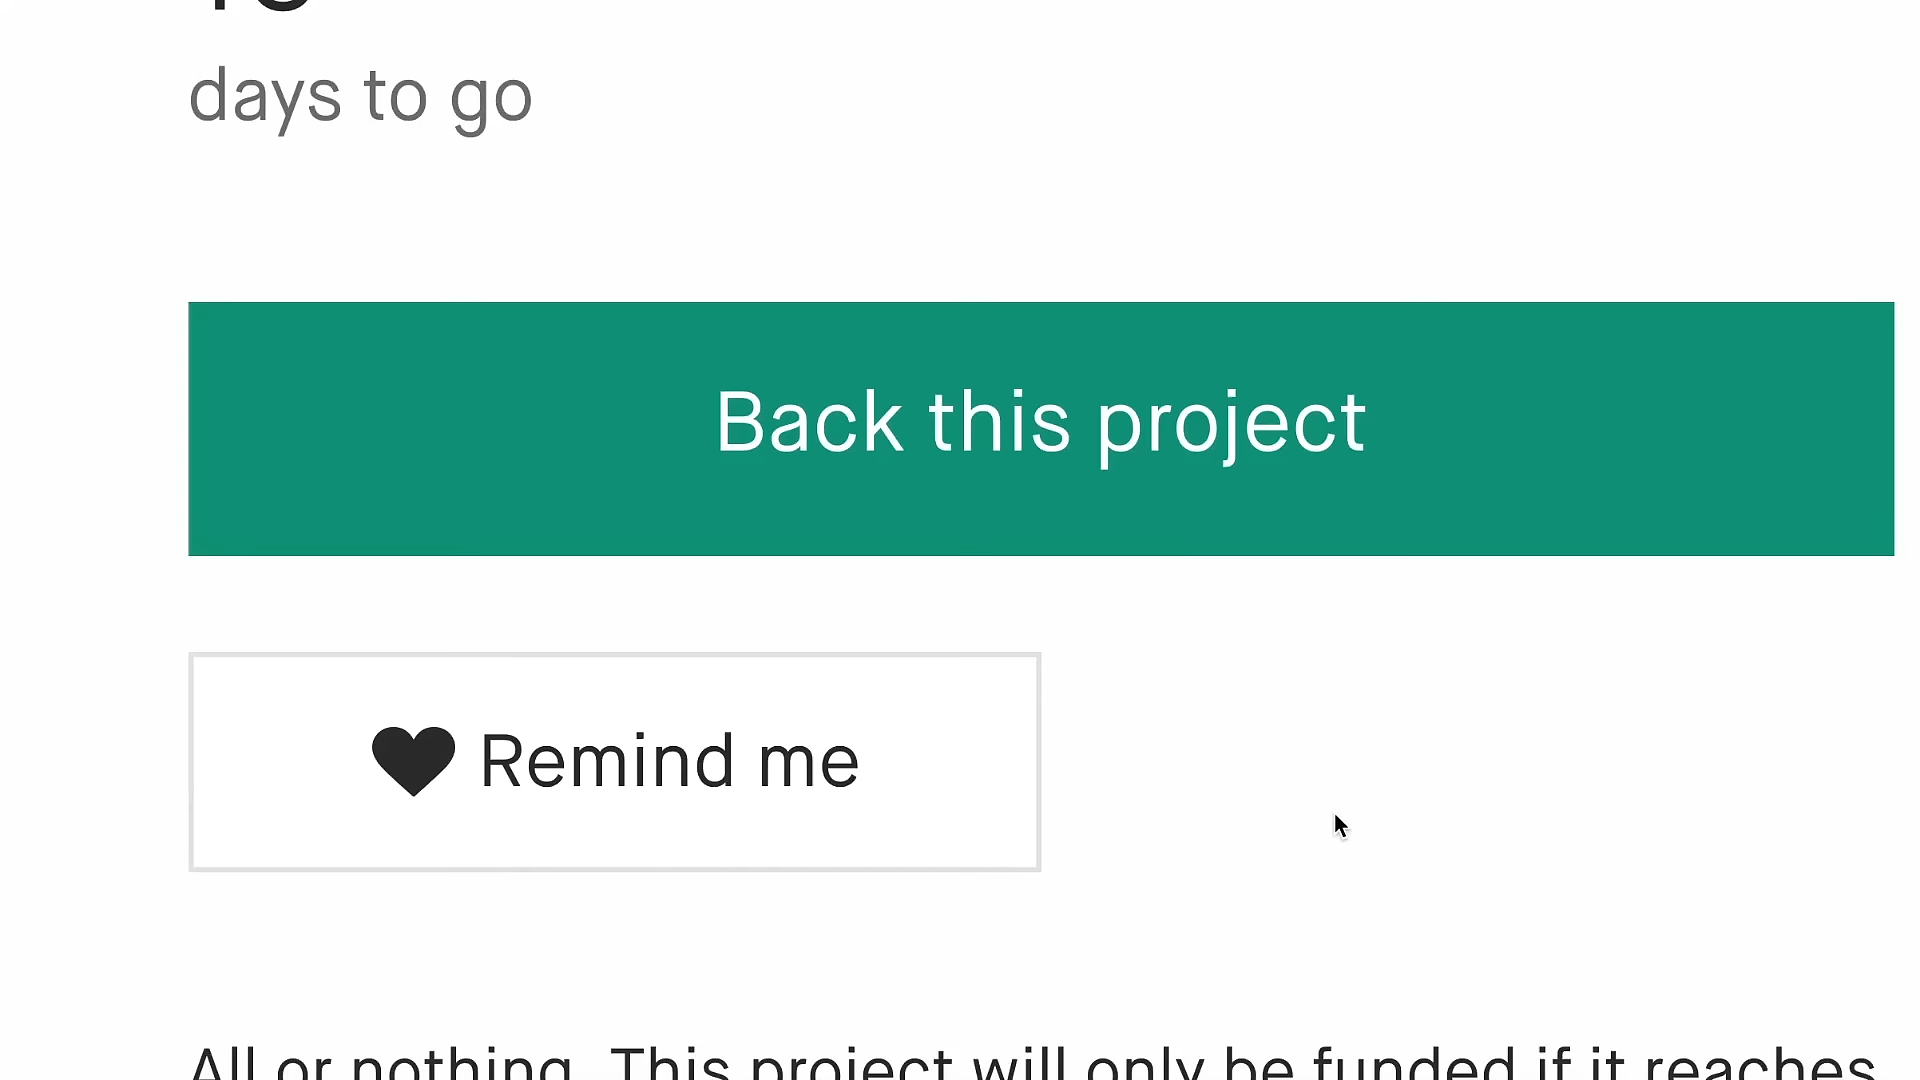 days to go
Back this project
Remind me
All or nothing. This project will only be funded if it reaches